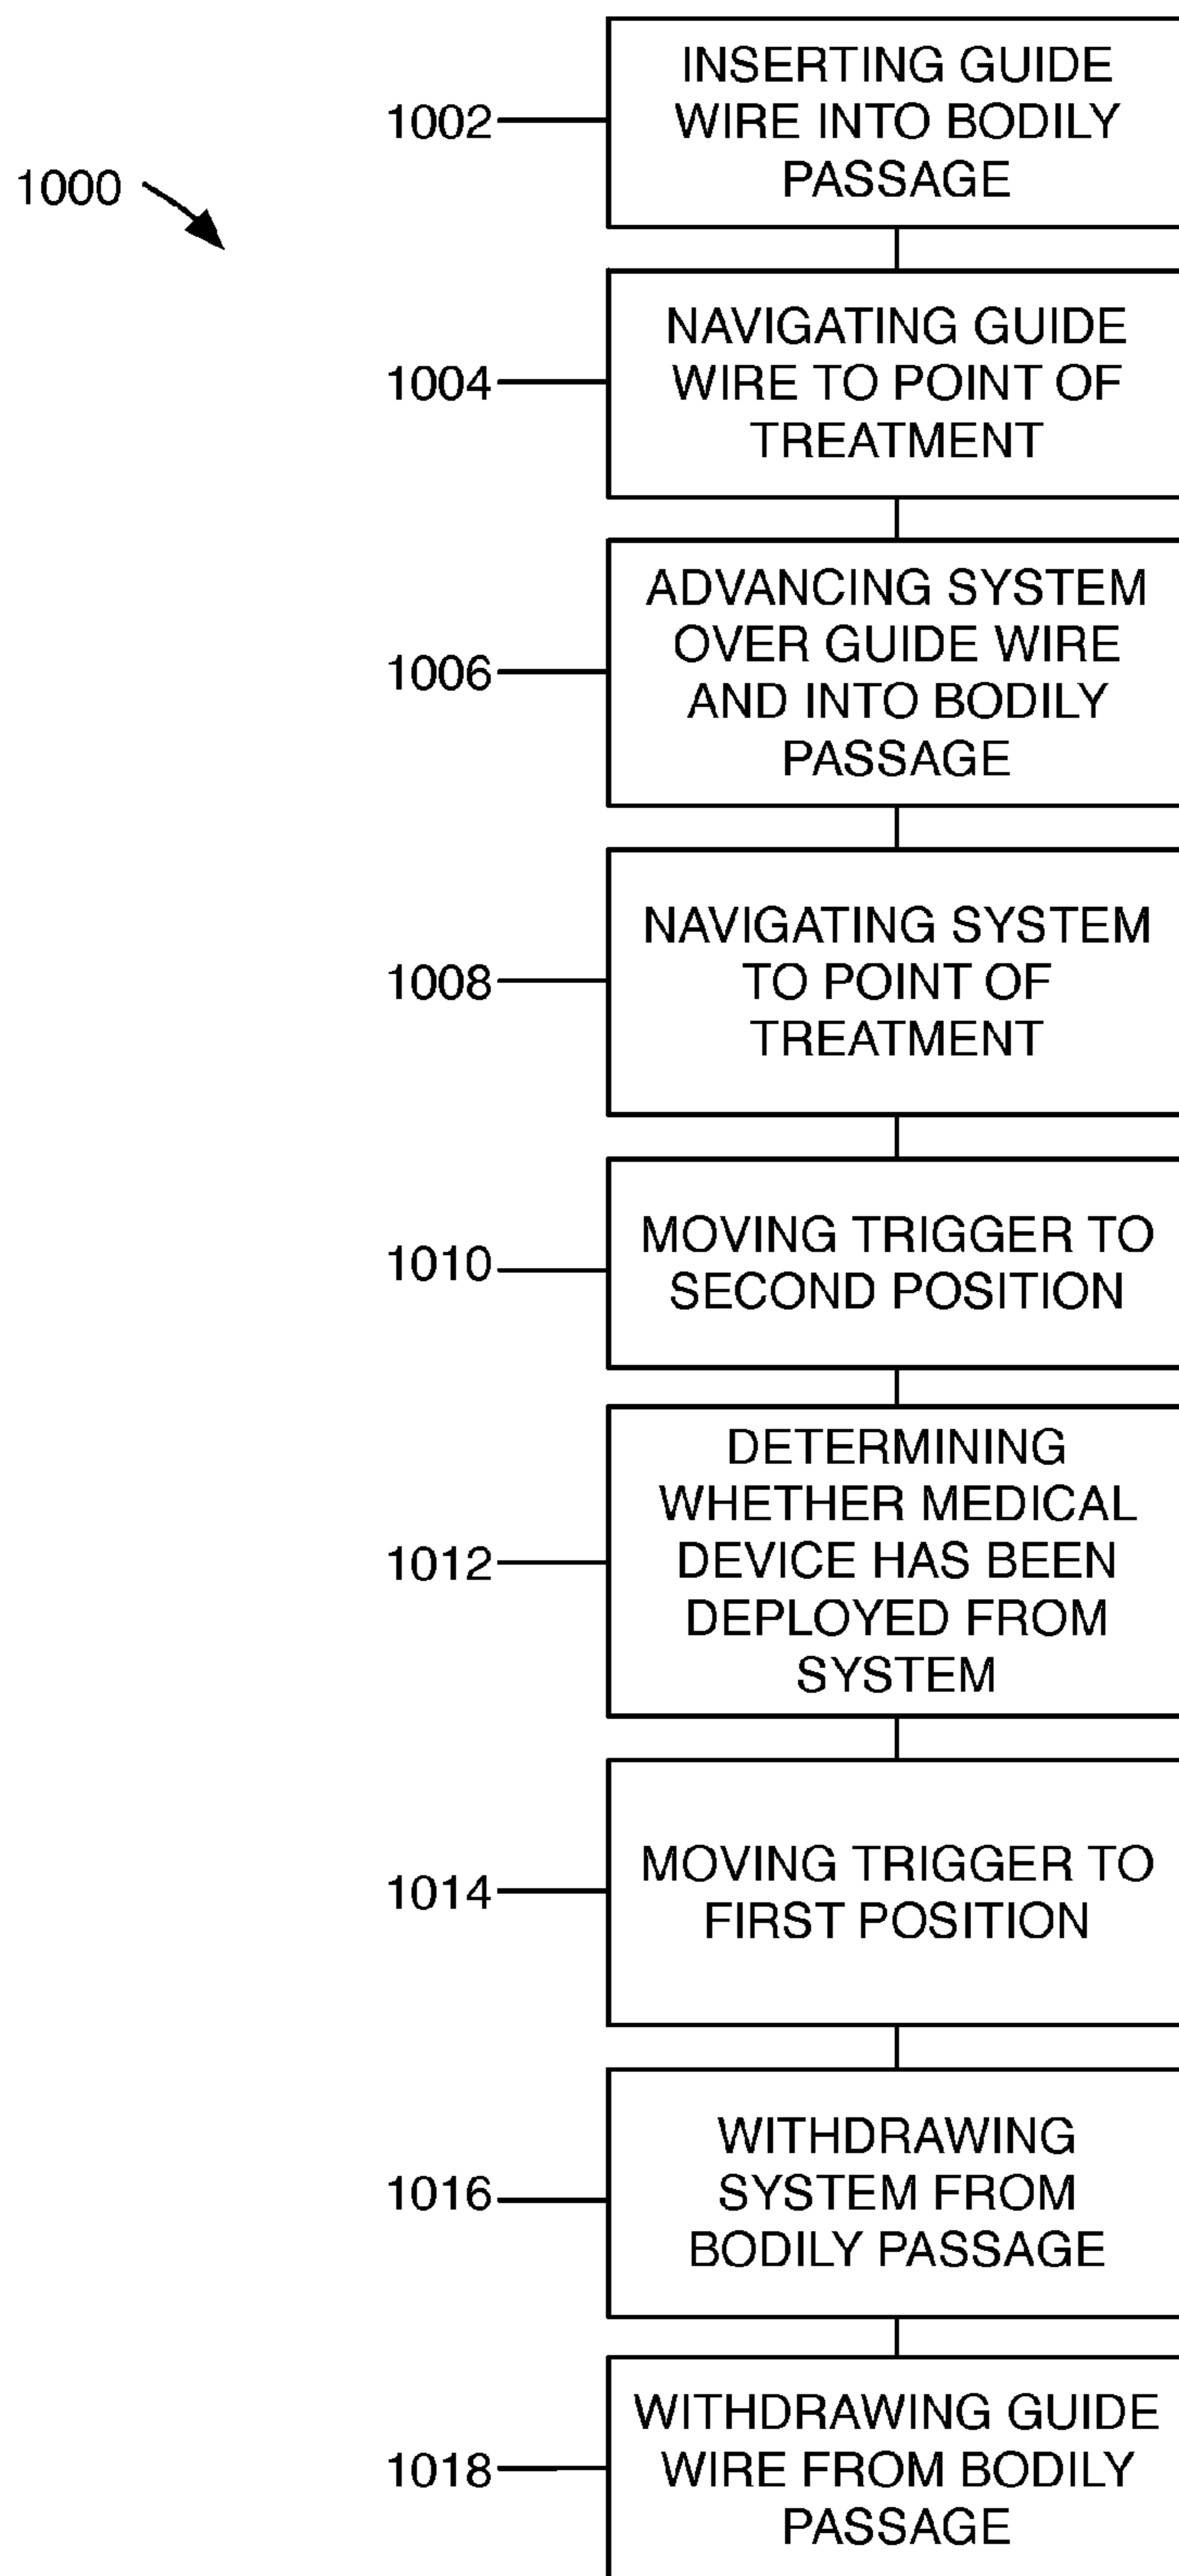 1000
1002
INSERTING GUIDE
WIRE INTO BODILY
PASSAGE
1004
NAVIGATING GUIDE
WIRE TO POINT OF
TREATMENT
1006
ADVANCING SYSTEM
OVER GUIDE WIRE
AND INTO BODILY
PASSAGE
1008
NAVIGATING SYSTEM
TO POINT OF
TREATMENT
1010
MOVING TRIGGER TO
SECOND POSITION
1012
DETERMINING
WHETHER MEDICAL
DEVICE HAS BEEN
DEPLOYED FROM
SYSTEM
1014
MOVING TRIGGER TO
FIRST POSITION
1016
WITHDRAWING
SYSTEM FROM
BODILY PASSAGE
1018
WITHDRAWING GUIDE
WIRE FROM BODILY
PASSAGE